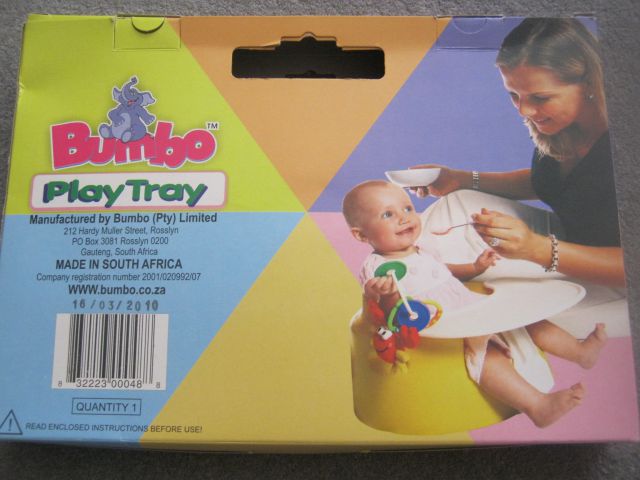 Bumbo™
Play Tray
Manufactured by Bumbo (Pty) Limited
212 Hardy Muller Street, Rosslyn
PO Box 3081 Rosslyn 0200
Gauteng, South Africa
MADE IN SOUTH AFRICA
Company registration number 2001/020992/07
WWW.bumbo.co.za
16/03/2010
8 32223 00048 8
QUANTITY 1
READ ENCLOSED INSTRUCTIONS BEFORE USE!